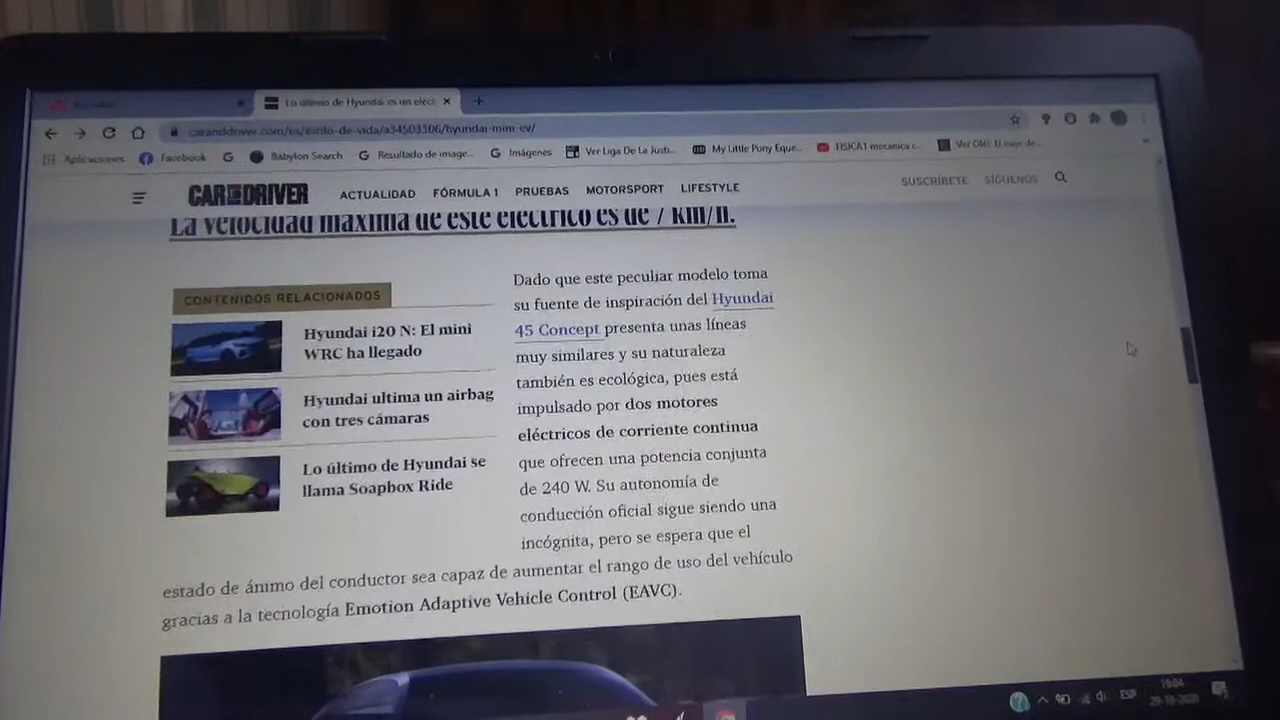 Lo último de Hyundai es un eléct
caranddriver.com/es/estilo-de-vida/a34503306/hyundai-mini-ev/
Aplicaciones
Facebook
G
Babylon Search
Resultado de image...
Imágenes
Ver Liga De La Justi...
My Little Pony Eque...
FISICA1 mecanica s...
CAR AND DRIVER
ACTUALIDAD
FÓRMULA 1
PRUEBAS
MOTORSPORT
LIFESTYLE
SUSCRÍBETE
SÍGUENOS
La velocidad máxima de este eléctrico es de 7 km/h.
CONTENIDOS RELACIONADOS
Hyundai i20 N: El mini
WRC ha llegado
Hyundai ultima un airbag
con tres cámaras
Lo último de Hyundai se
llama Soapbox Ride
Dado que este peculiar modelo toma
su fuente de inspiración del Hyundai
45 Concept presenta unas líneas
muy similares y su naturaleza
también es ecológica, pues está
impulsado por dos motores
eléctricos de corriente continua
que ofrecen una potencia conjunta
de 240 W. Su autonomía de
conducción oficial sigue siendo una
incógnita, pero se espera que el
estado de ánimo del conductor sea capaz de aumentar el rango de uso del vehículo
gracias a la tecnología Emotion Adaptive Vehicle Control (EAVC).
ESP
19:04
29-10-2020